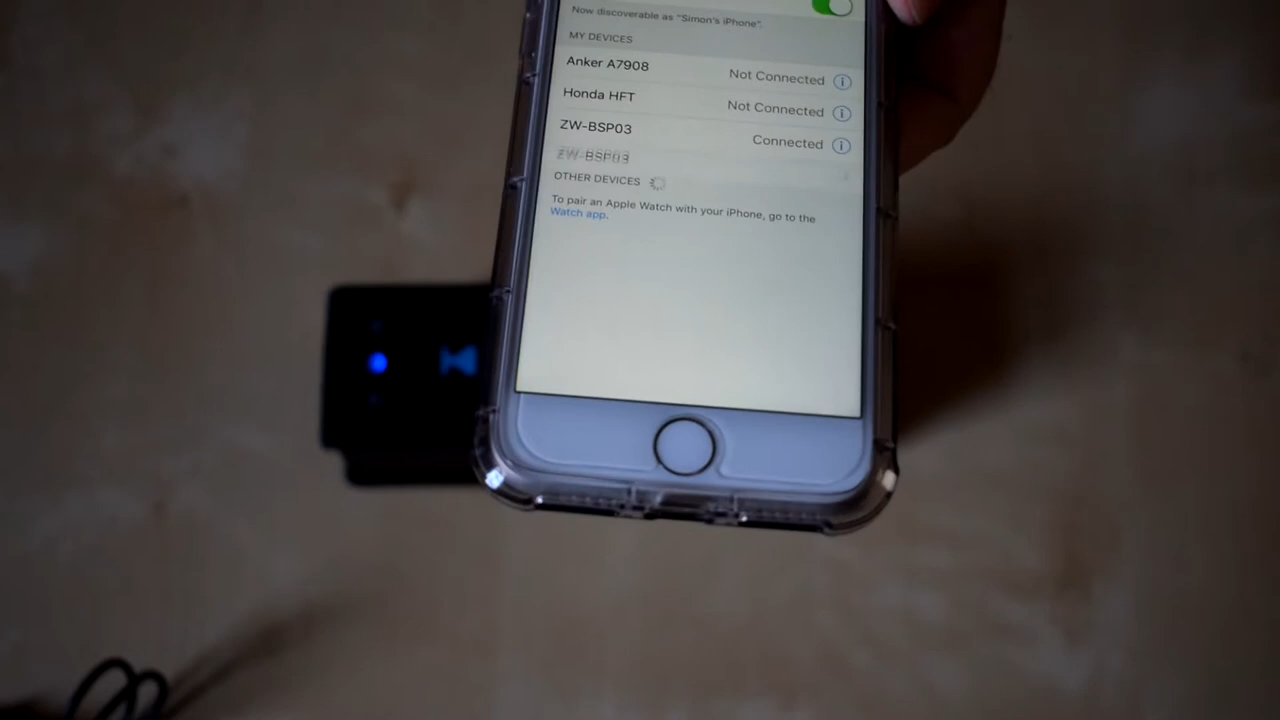 Now discoverable as "Simon's iPhone".
MY DEVICES
Anker A7908 Not Connected
Honda HFT Not Connected
ZW-BSP03 Connected
ZW-BSP03
OTHER DEVICES
To pair an Apple Watch with your iPhone, go to the
Watch app.